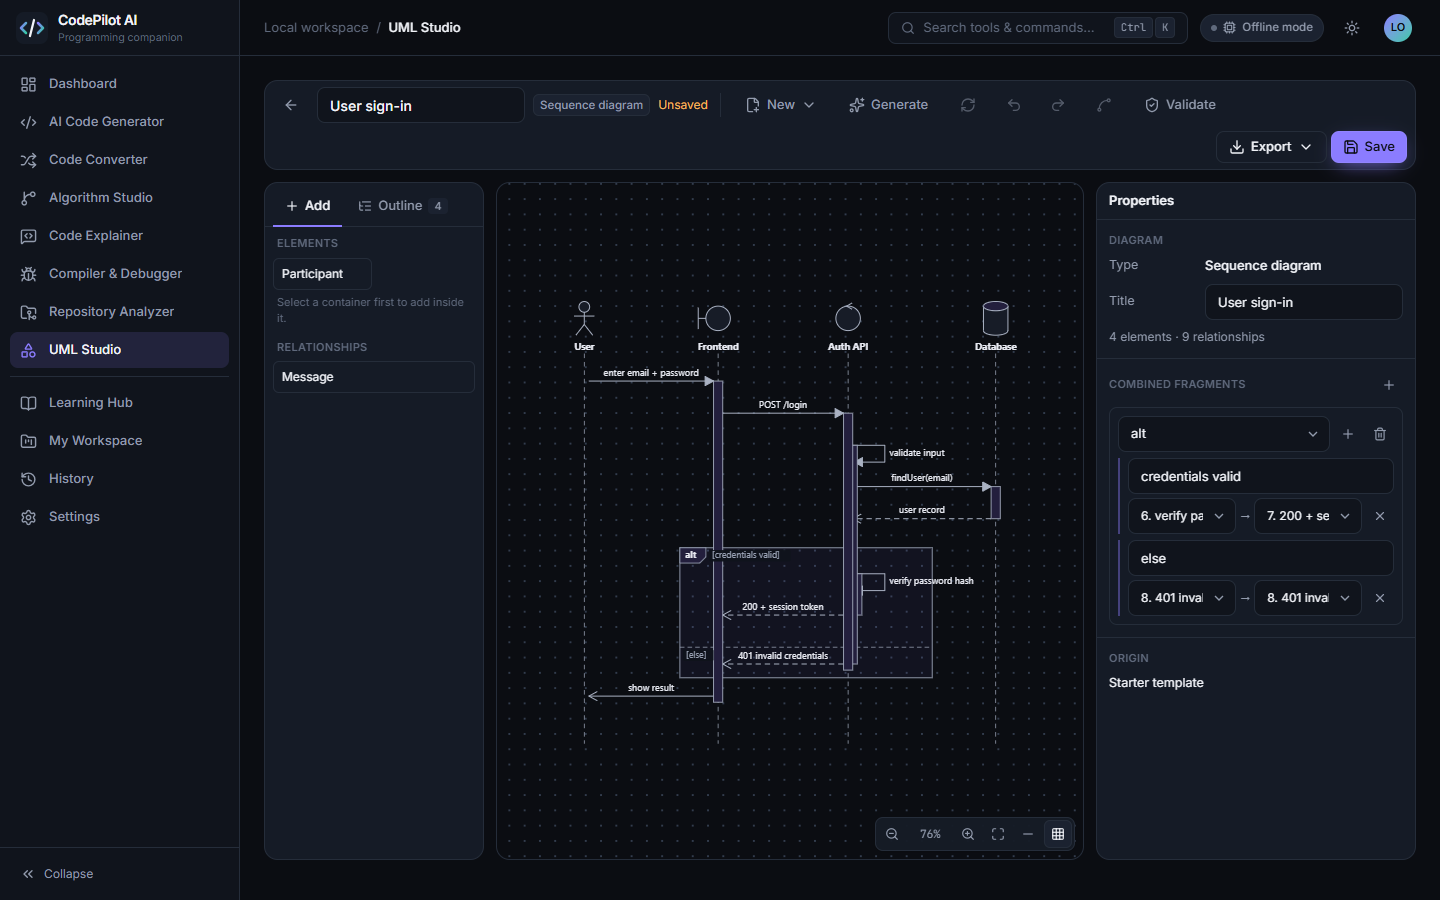 CodePilot AI
Programming companion
Local workspace / UML Studio
Search tools & commands...
Ctrl K
Offline mode
LO
Dashboard
AI Code Generator
Code Converter
Algorithm Studio
Code Explainer
Compiler & Debugger
Repository Analyzer
UML Studio
Learning Hub
My Workspace
History
Settings
Collapse
User sign-in
Sequence diagram
Unsaved
New
Generate
Validate
Export
Save
Add
Outline 4
ELEMENTS
Participant
Select a container first to add inside
it.
RELATIONSHIPS
Message
User
Frontend
Auth API
Database
enter email + password
POST /login
validate input
findUser(email)
user record
alt [credentials valid]
verify password hash
200 + session token
[else]
401 invalid credentials
show result
76%
Properties
DIAGRAM
Type Sequence diagram
Title User sign-in
4 elements · 9 relationships
COMBINED FRAGMENTS
alt
credentials valid
6. verify pa → 7. 200 + se
else
8. 401 inval → 8. 401 inval
ORIGIN
Starter template